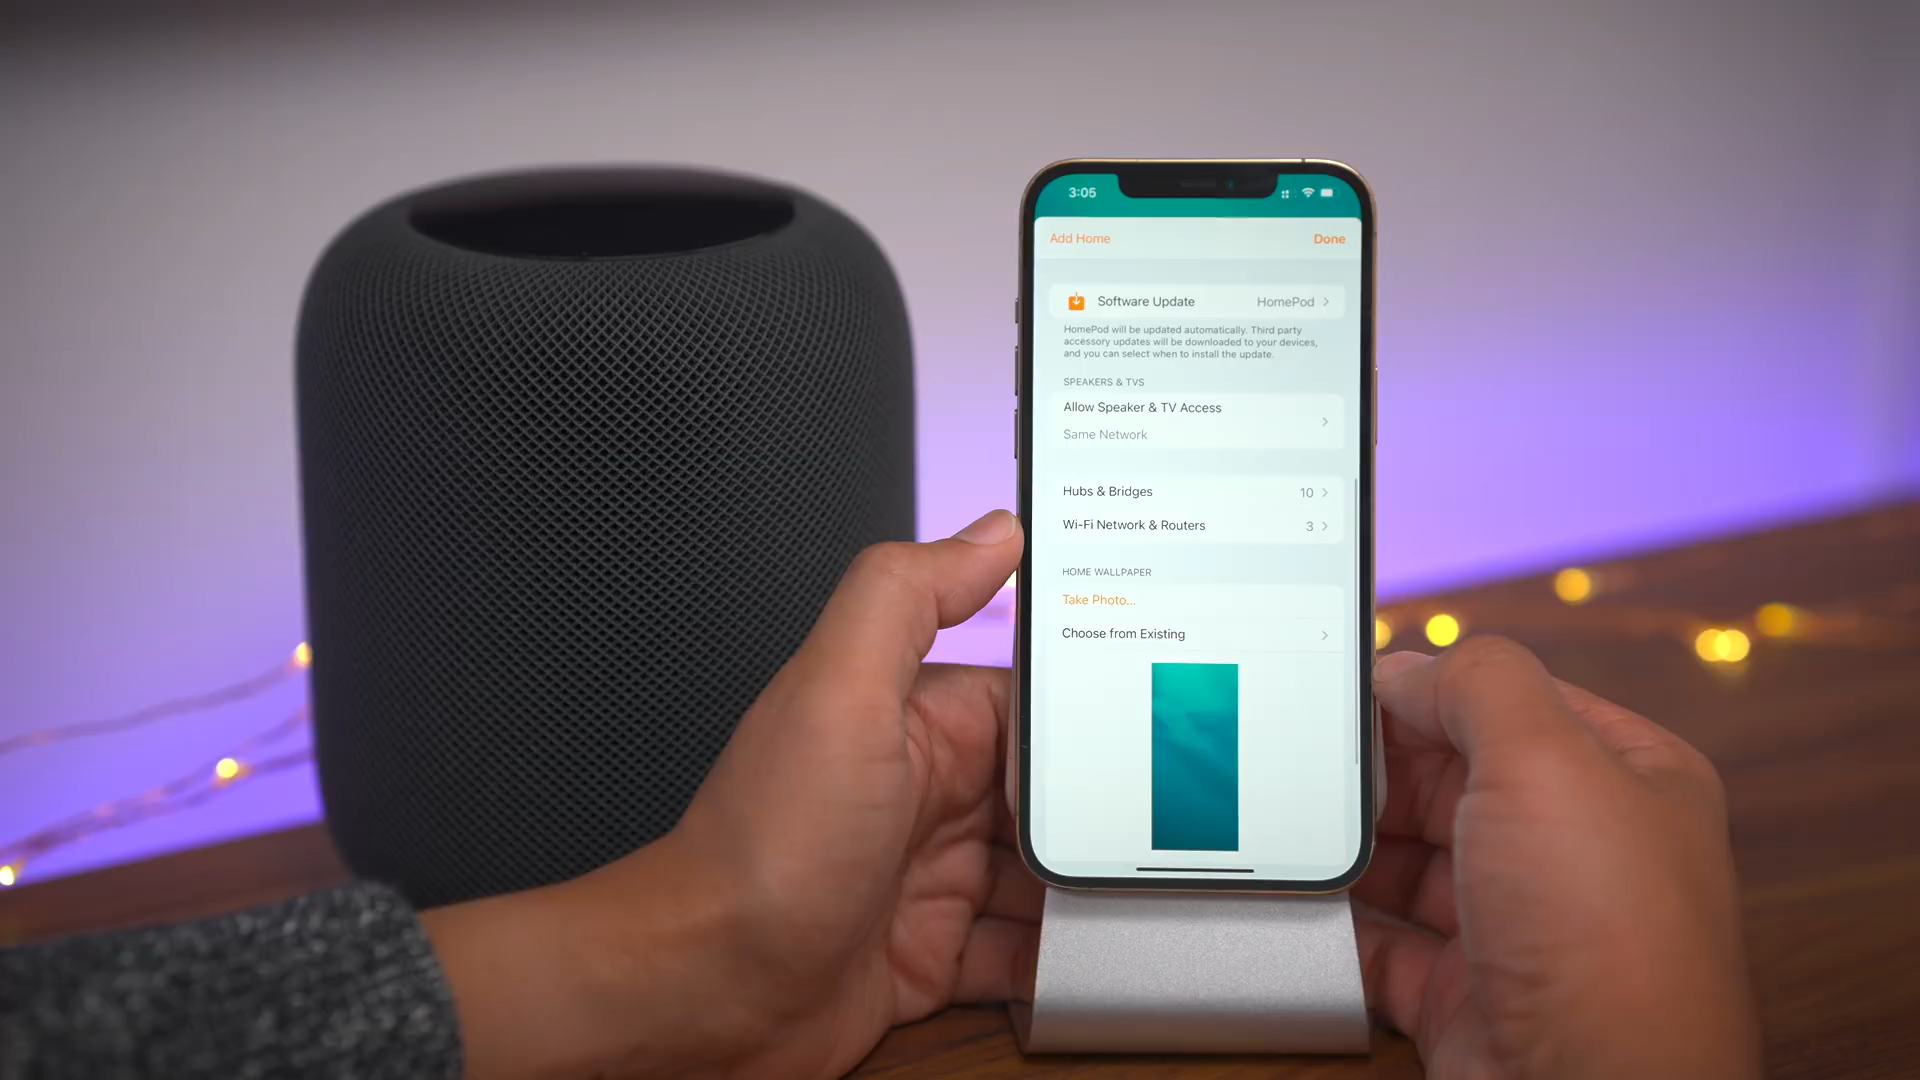 3:05
Add Home
Done
Software Update
HomePod
HomePod will be updated automatically. Third party
accessory updates will be downloaded to your devices,
and you can select when to install the update.
SPEAKERS & TVS
Allow Speaker & TV Access
Same Network
Hubs & Bridges
10
Wi-Fi Network & Routers
3
HOME WALLPAPER
Take Photo...
Choose from Existing